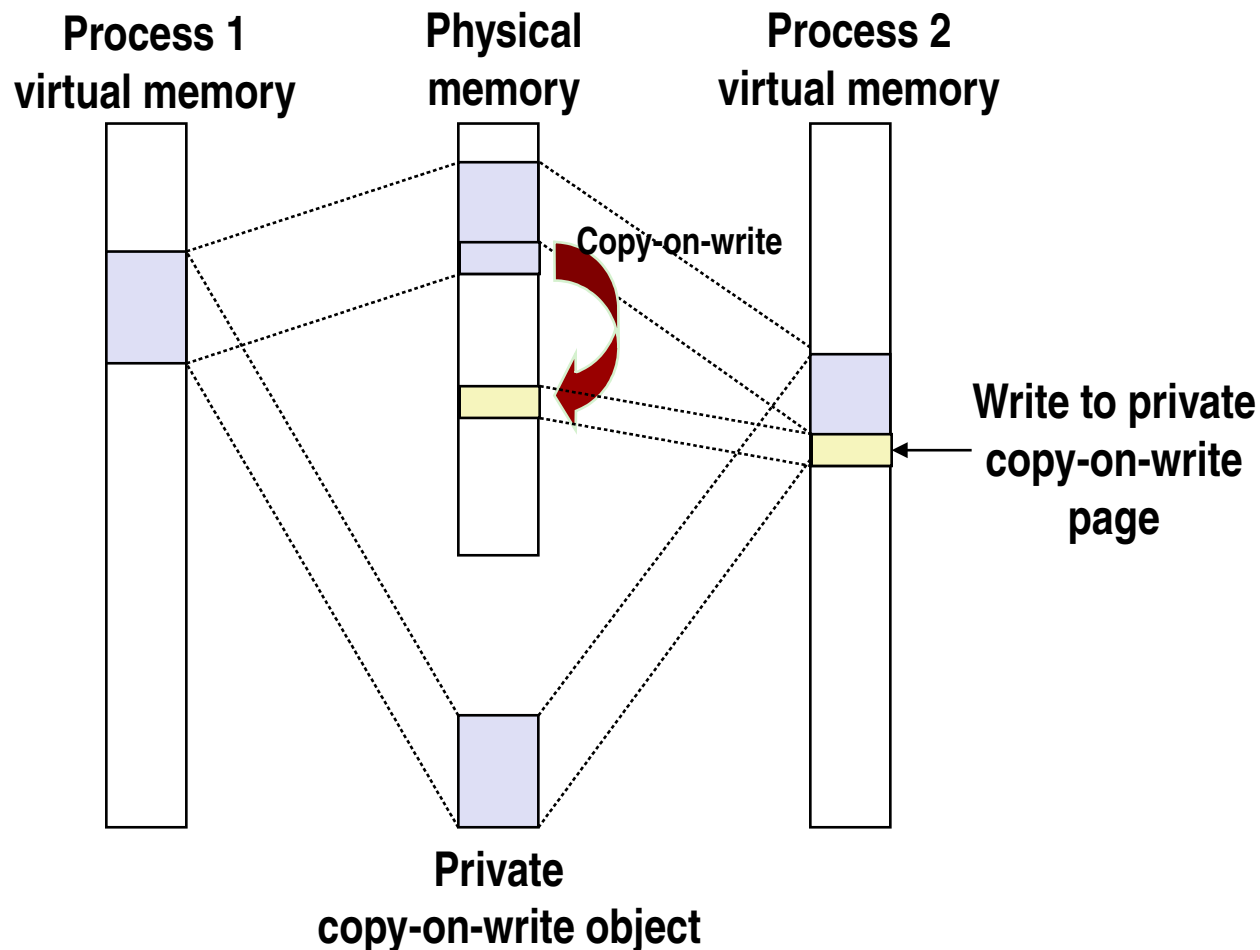 Process 1
virtual memory
Physical
memory
Process 2
virtual memory
Copy-on-write
Write to private
copy-on-write
page
Private
copy-on-write object